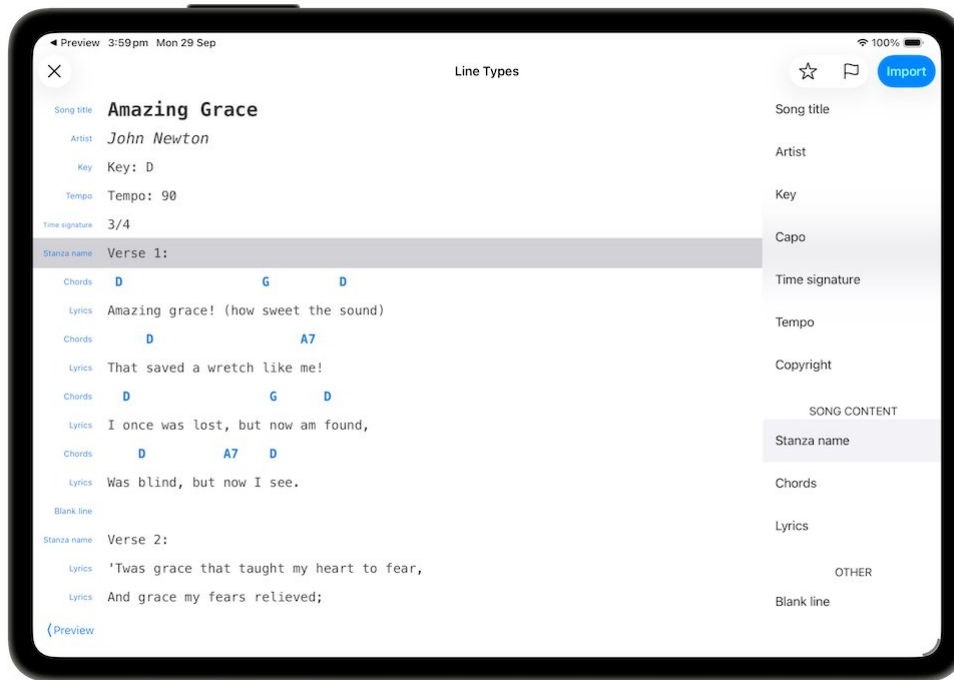 ◀ Preview 3:59 pm Mon 29 Sep 100%
Line Types
Import
Song title Amazing Grace
Artist John Newton
Key Key: D
Tempo Tempo: 90
Time signature 3/4
Stanza name Verse 1:
Chords D G D
Lyrics Amazing grace! (how sweet the sound)
Chords D A7
Lyrics That saved a wretch like me!
Chords D G D
Lyrics I once was lost, but now am found,
Chords D A7 D
Lyrics Was blind, but now I see.
Blank line
Stanza name Verse 2:
Lyrics 'Twas grace that taught my heart to fear,
Lyrics And grace my fears relieved;
Preview
Song title
Artist
Key
Capo
Time signature
Tempo
Copyright
SONG CONTENT
Stanza name
Chords
Lyrics
OTHER
Blank line